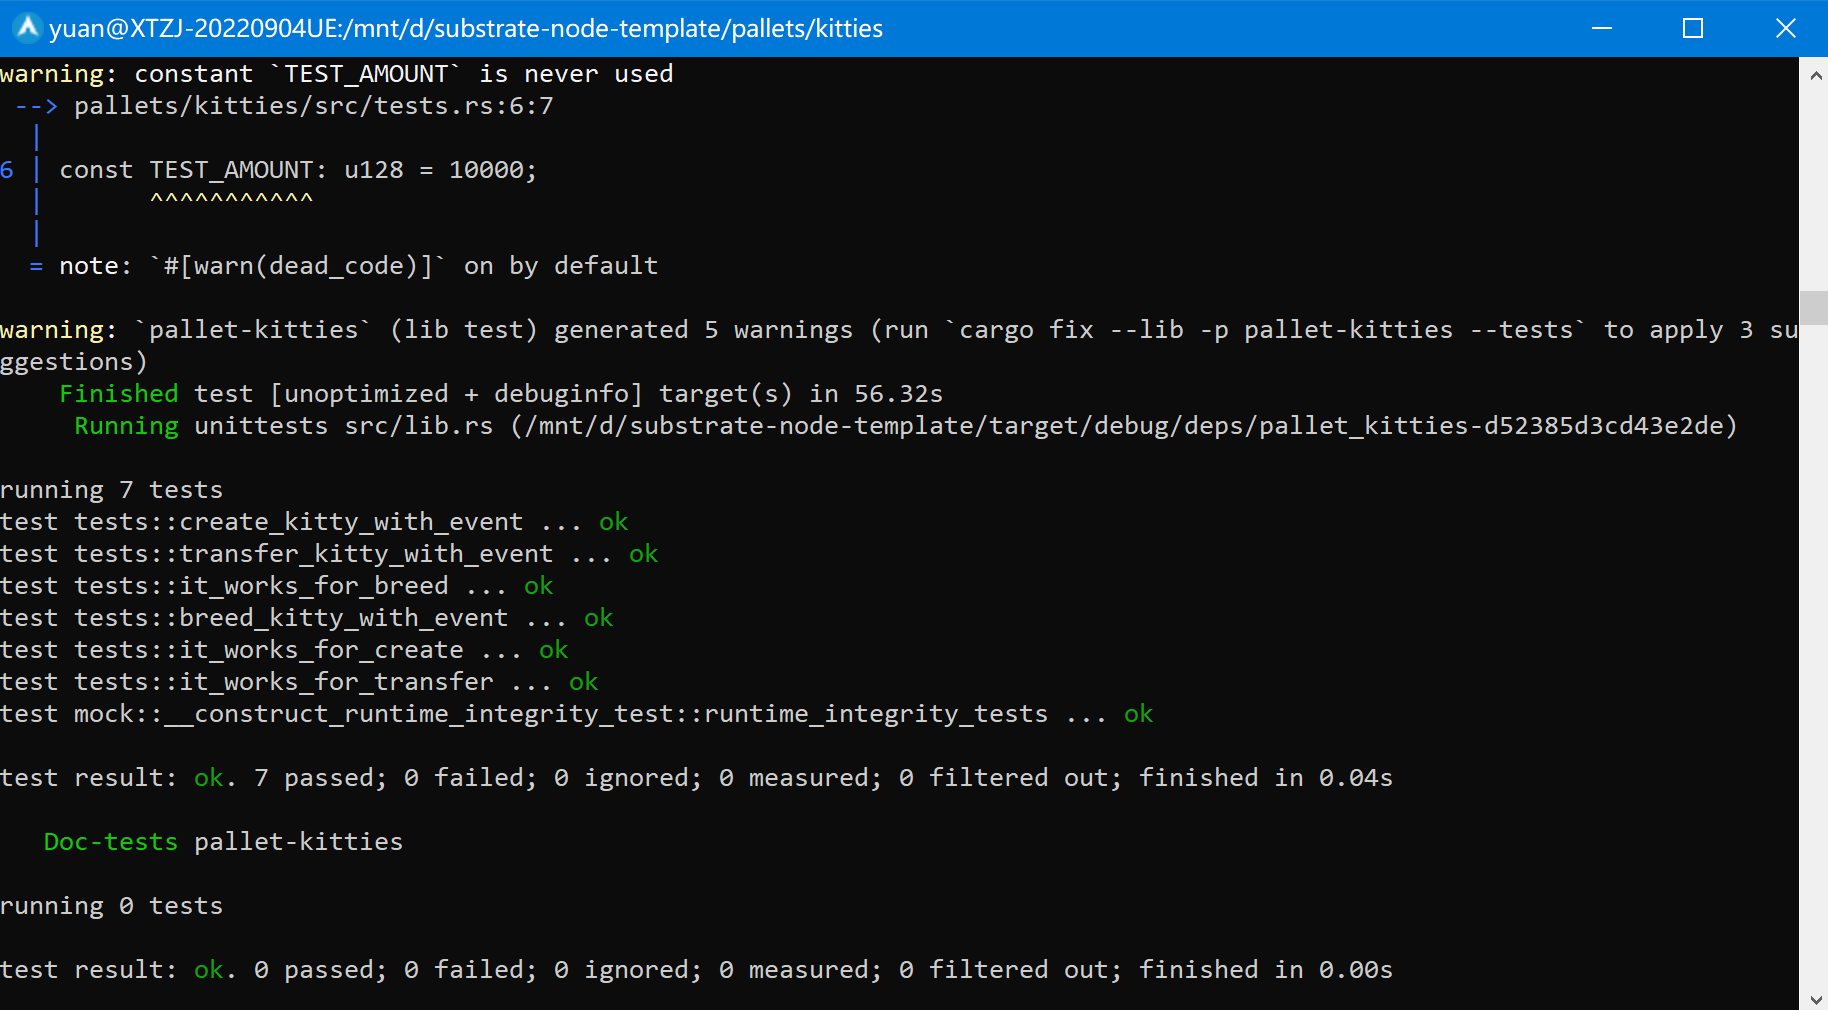 yuan@XTZJ-20220904UE:/mnt/d/substrate-node-template/pallets/kitties
warning: constant `TEST_AMOUNT` is never used
 --> pallets/kitties/src/tests.rs:6:7
  |
6 | const TEST_AMOUNT: u128 = 10000;
  |       ^^^^^^^^^^^
  |
  = note: `#[warn(dead_code)]` on by default
warning: `pallet-kitties` (lib test) generated 5 warnings (run `cargo fix --lib -p pallet-kitties --tests` to apply 3 su
ggestions)
    Finished test [unoptimized + debuginfo] target(s) in 56.32s
     Running unittests src/lib.rs (/mnt/d/substrate-node-template/target/debug/deps/pallet_kitties-d52385d3cd43e2de)
running 7 tests
test tests::create_kitty_with_event ... ok
test tests::transfer_kitty_with_event ... ok
test tests::it_works_for_breed ... ok
test tests::breed_kitty_with_event ... ok
test tests::it_works_for_create ... ok
test tests::it_works_for_transfer ... ok
test mock::__construct_runtime_integrity_test::runtime_integrity_tests ... ok
test result: ok. 7 passed; 0 failed; 0 ignored; 0 measured; 0 filtered out; finished in 0.04s
   Doc-tests pallet-kitties
running 0 tests
test result: ok. 0 passed; 0 failed; 0 ignored; 0 measured; 0 filtered out; finished in 0.00s